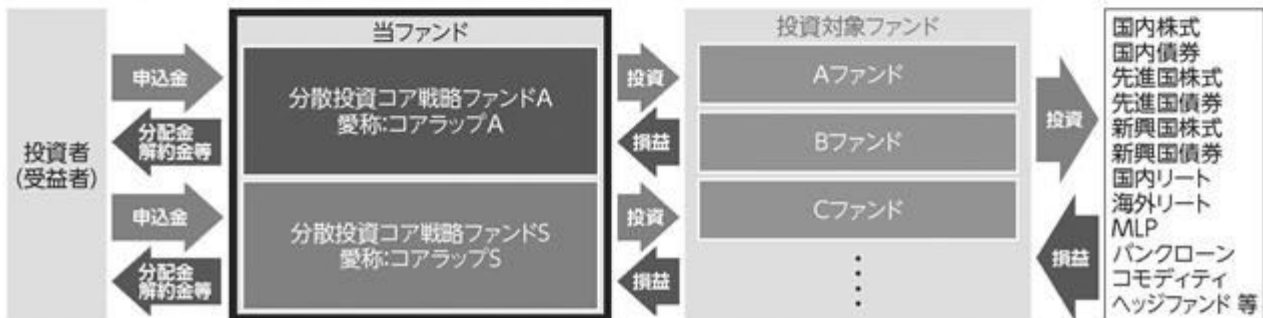 投資者
(受益者)
申込金
分配金
解約金等
申込金
分配金
解約金等
当ファンド
分散投資コア戦略ファンドA
愛称:コアラップA
分散投資コア戦略ファンドS
愛称:コアラップS
投資
損益
投資
損益
投資対象ファンド
Aファンド
Bファンド
Cファンド
投資
損益
国内株式
国内債券
先進国株式
先進国債券
新興国株式
新興国債券
国内リート
海外リート
MLP
バンクローン
コモディティ
ヘッジファンド 等